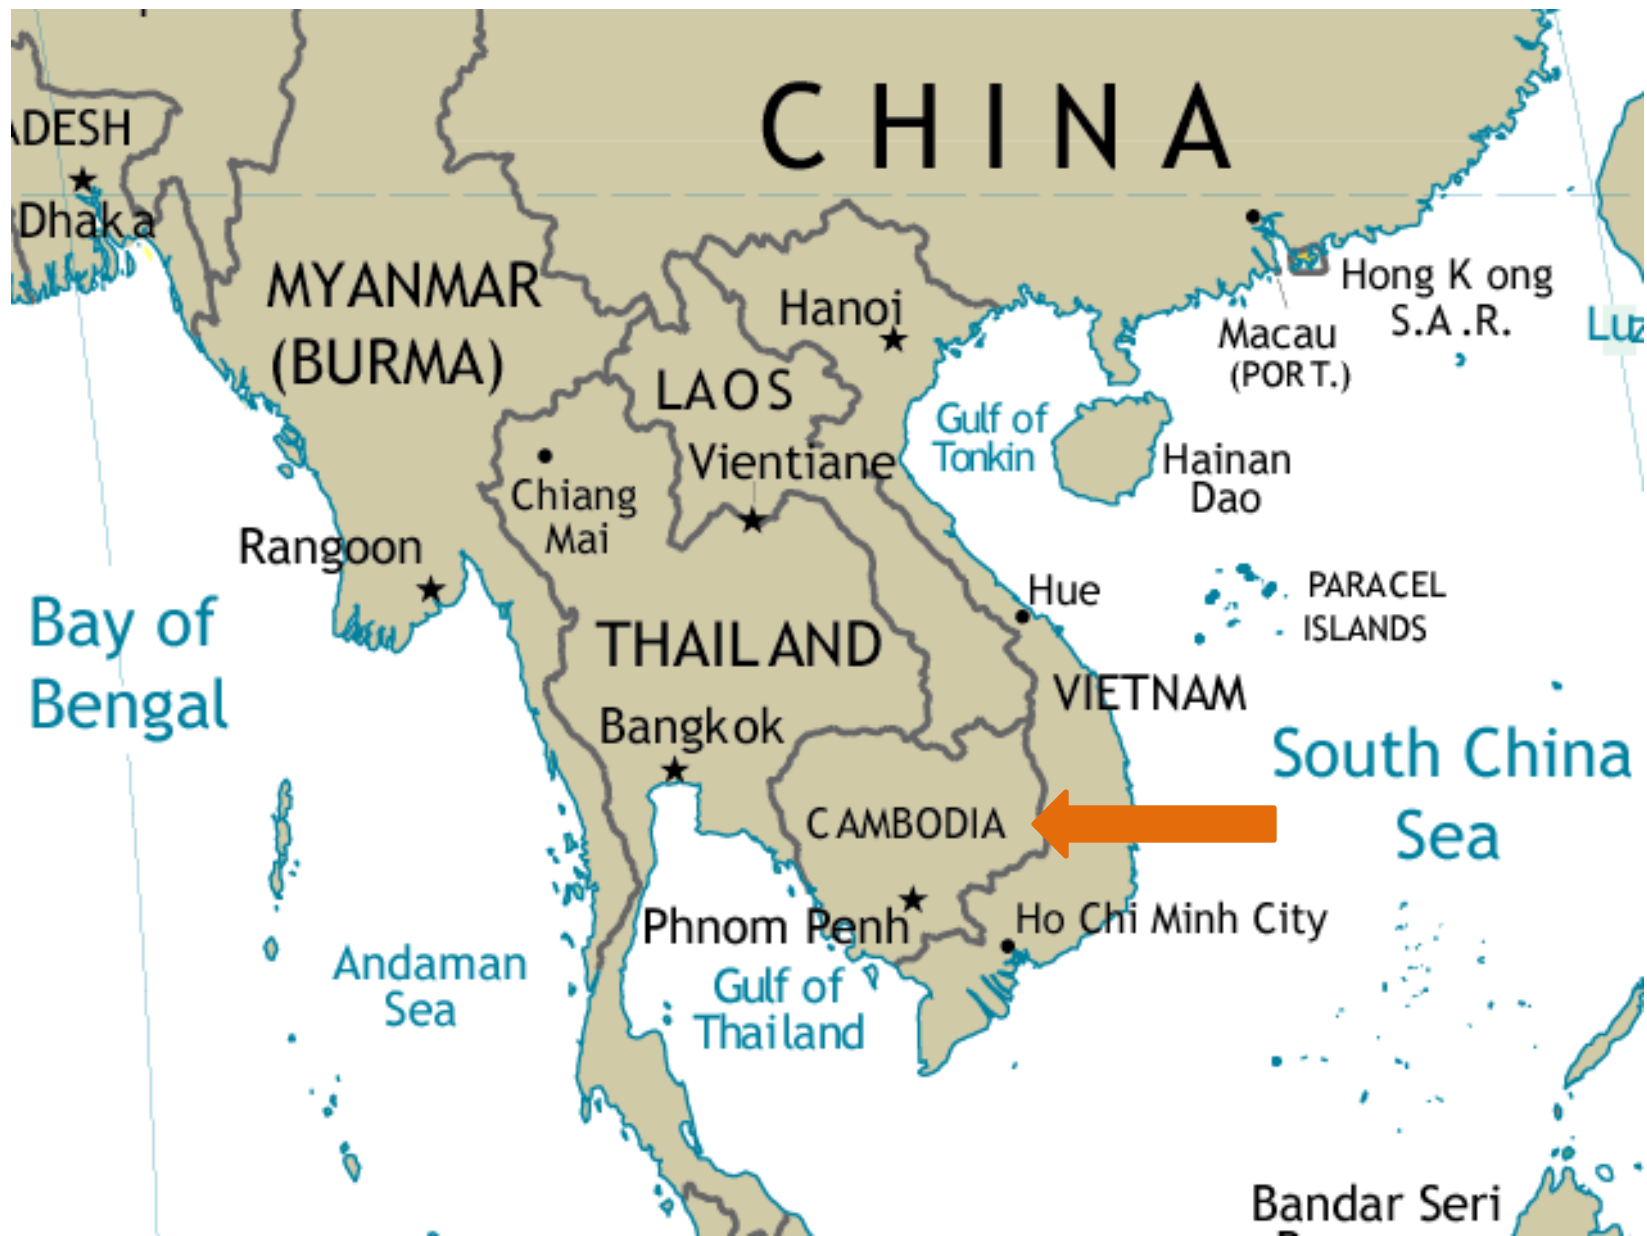 CHINA
ADESH
Dhaka
MYANMAR
(BURMA)
Hanoi
Hong Kong
S.A.R.
Macau
(PORT.)
Luz
LAOS
Gulf of
Tonkin
Vientiane
Hainan
Dao
Chiang
Mai
Rangoon
Hue
PARACEL
ISLANDS
Bay of
Bengal
THAILAND
VIETNAM
Bangkok
South China
Sea
CAMBODIA
Phnom Penh
Ho Chi Minh City
Andaman
Sea
Gulf of
Thailand
Bandar Seri